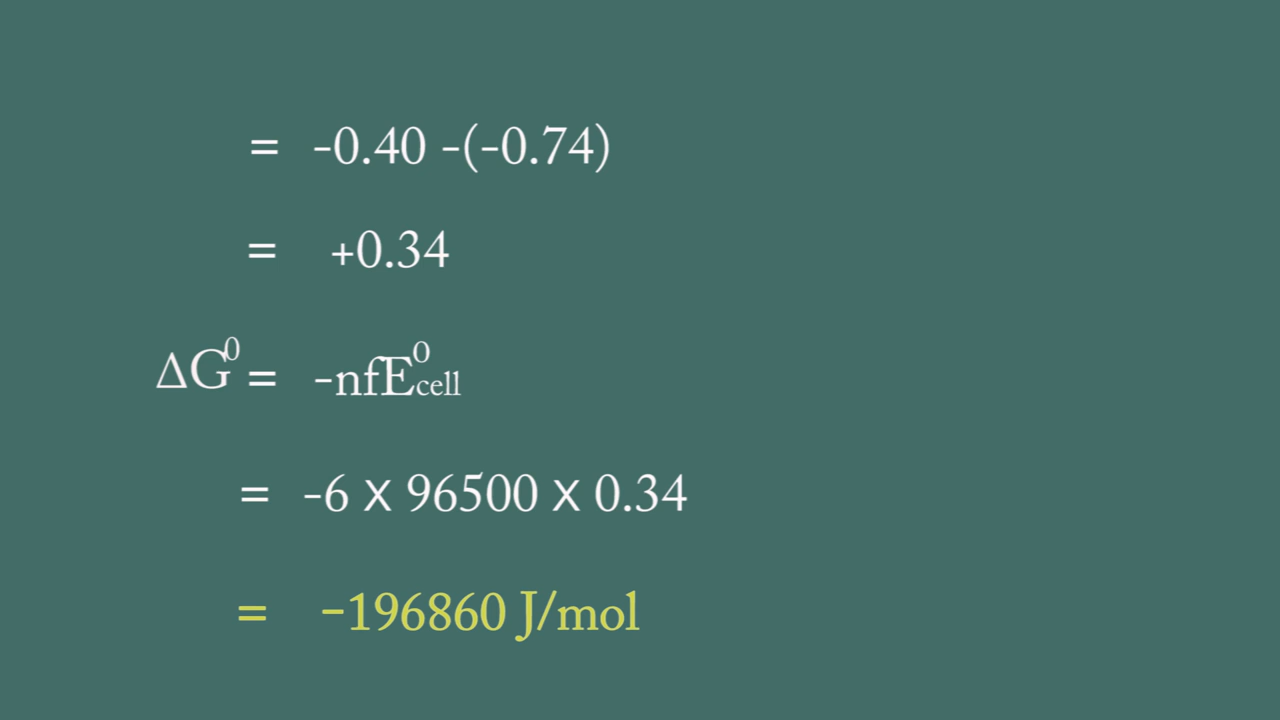 = -0.40 -(-0.74)
= +0.34
ΔG⁰ = -nfE⁰cell
= -6 X 96500 X 0.34
= -196860 J/mol